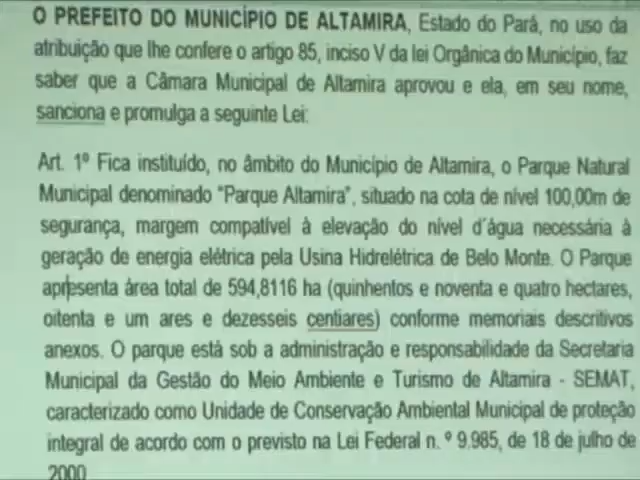 O PREFEITO DO MUNICÍPIO DE ALTAMIRA, Estado do Pará, no uso da
atribuição que lhe confere o artigo 85, inciso V da lei Orgânica do Município, faz
saber que a Câmara Municipal de Altamira aprovou e ela, em seu nome,
sanciona e promulga a seguinte Lei:
Art. 1º Fica instituído, no âmbito do Município de Altamira, o Parque Natural
Municipal denominado “Parque Altamira”, situado na cota de nível 100,00m de
segurança, margem compatível à elevação do nível d´água necessária à
geração de energia elétrica pela Usina Hidrelétrica de Belo Monte. O Parque
apresenta área total de 594,8116 ha (quinhentos e noventa e quatro hectares,
oitenta e um ares e dezesseis centiares) conforme memoriais descritivos
anexos. O parque está sob a administração e responsabilidade da Secretaria
Municipal da Gestão do Meio Ambiente e Turismo de Altamira - SEMAT,
caracterizado como Unidade de Conservação Ambiental Municipal de proteção
integral de acordo com o previsto na Lei Federal n. º 9.985, de 18 de julho de
2000